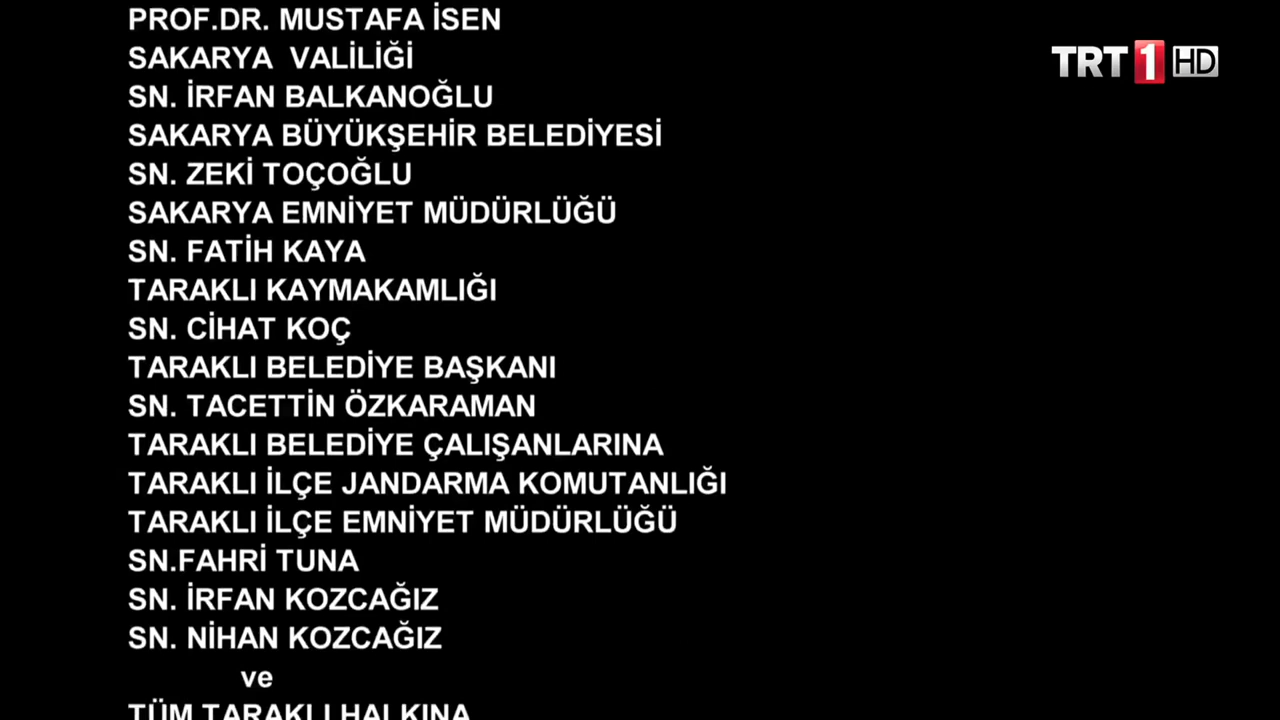 PROF.DR. MUSTAFA İSEN
SAKARYA VALİLİĞİ
SN. İRFAN BALKANOĞLU
SAKARYA BÜYÜKŞEHİR BELEDİYESİ
SN. ZEKİ TOÇOĞLU
SAKARYA EMNİYET MÜDÜRLÜĞÜ
SN. FATİH KAYA
TARAKLI KAYMAKAMLIĞI
SN. CİHAT KOÇ
TARAKLI BELEDİYE BAŞKANI
SN. TACETTİN ÖZKARAMAN
TARAKLI BELEDİYE ÇALIŞANLARINA
TARAKLI İLÇE JANDARMA KOMUTANLIĞI
TARAKLI İLÇE EMNİYET MÜDÜRLÜĞÜ
SN.FAHRİ TUNA
SN. İRFAN KOZCAĞIZ
SN. NİHAN KOZCAĞIZ
ve
TÜM TARAKLI HALKINA
TRT 1 HD